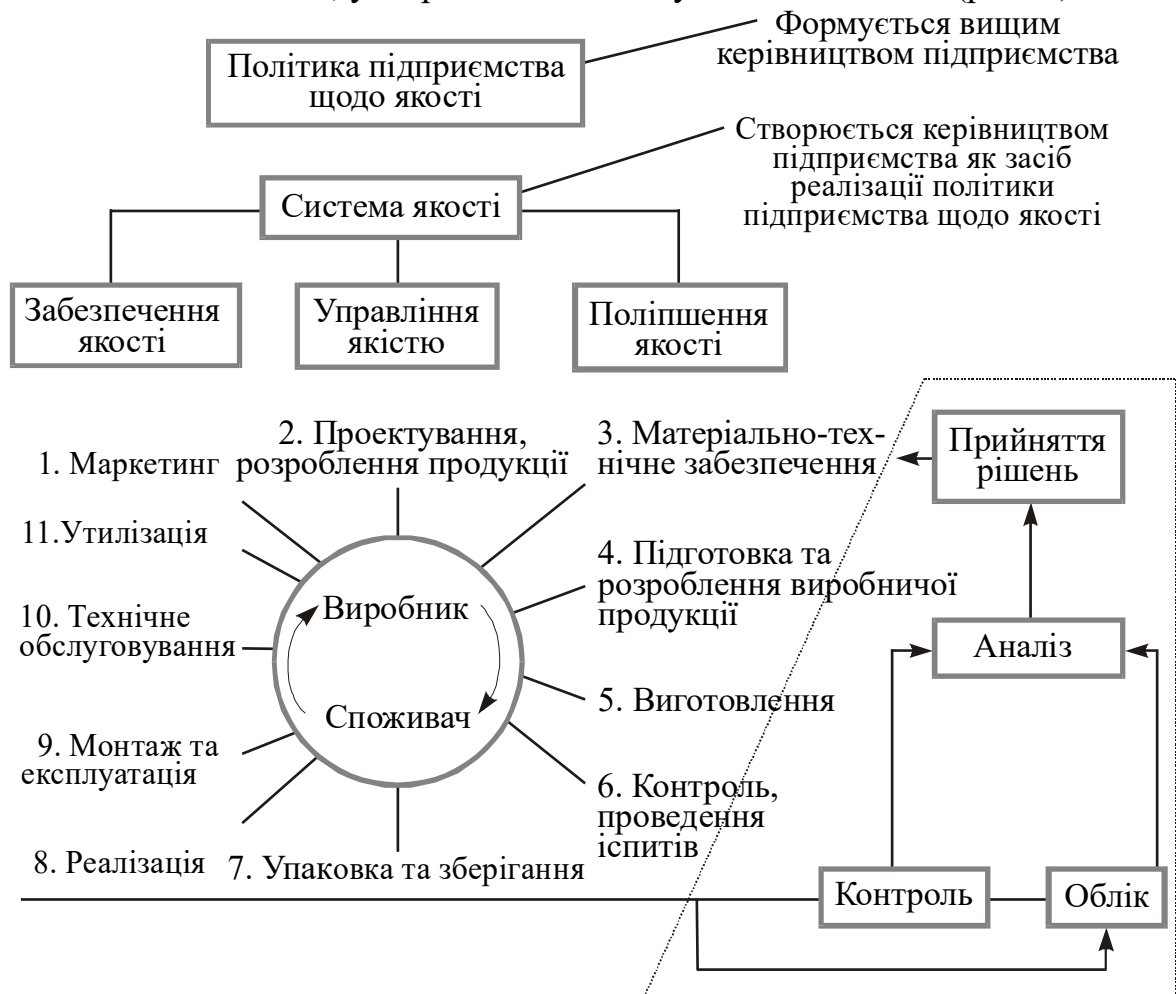 Формується вищим
керівництвом підприємства
Політика підприємства
щодо якості
Створюється керівництвом
підприємства як засіб
реалізації політики
підприємства щодо якості
Система якості
Забезпечення
якості
Управління
якістю
Поліпшення
якості
1. Маркетинг
2. Проектування,
розроблення продукції
3. Матеріально-тех-
нічне забезпечення
Прийняття
рішень
11.Утилізація
4. Підготовка та
розроблення виробничої
продукції
10. Технічне
обслуговування
Виробник
Споживач
Аналіз
5. Виготовлення
9. Монтаж та
експлуатація
6. Контроль,
проведення
іспитів
8. Реалізація
7. Упаковка та зберігання
Контроль
Облік